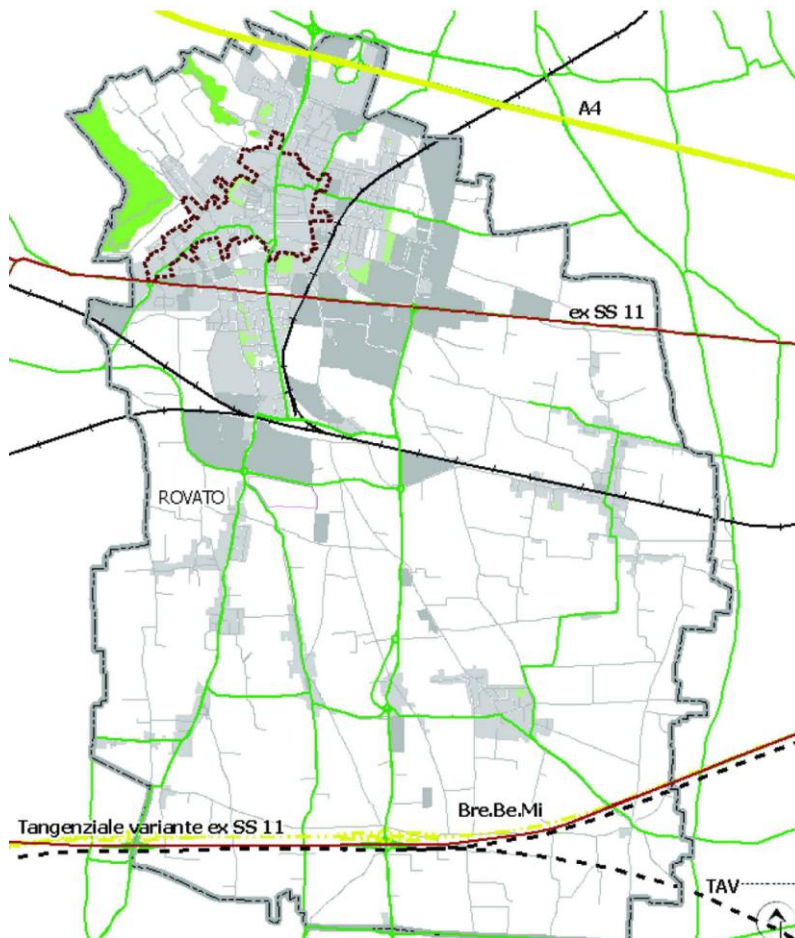 A4
ex SS 11
ROVATO
Bre.Be.Mi
Tangenziale variante ex SS 11
TAV